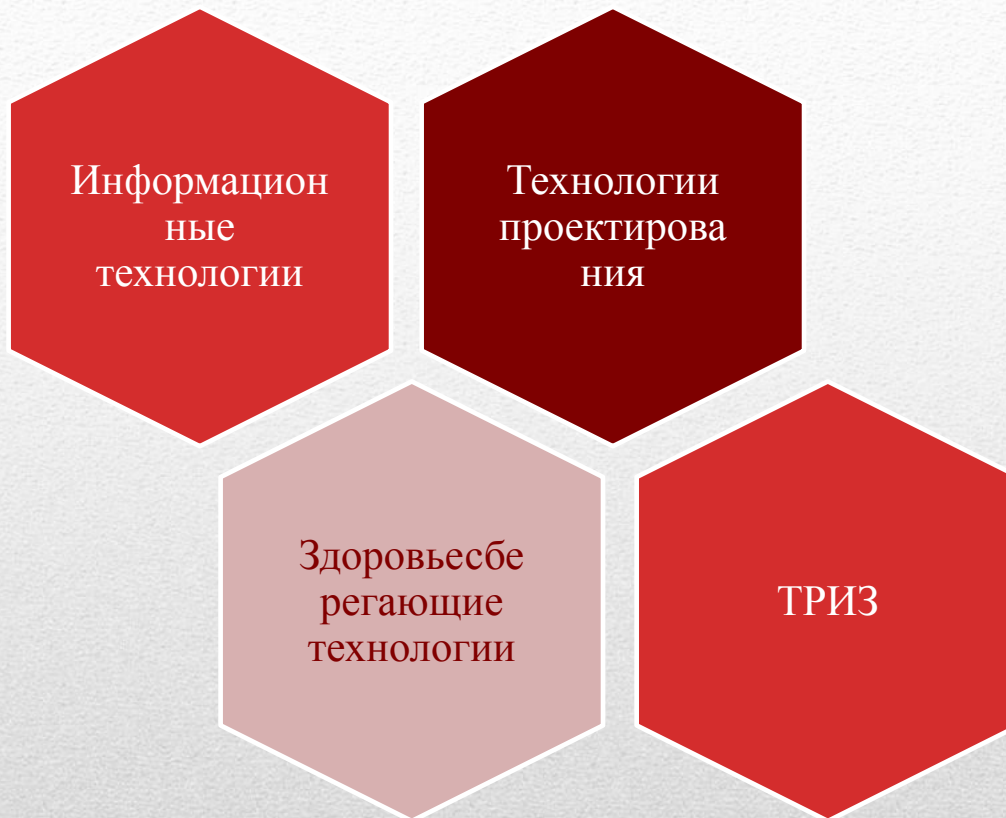 Информацион
ные
технологии
Технологии
проектирова
ния
Здоровьесбе
регающие
технологии
ТРИЗ